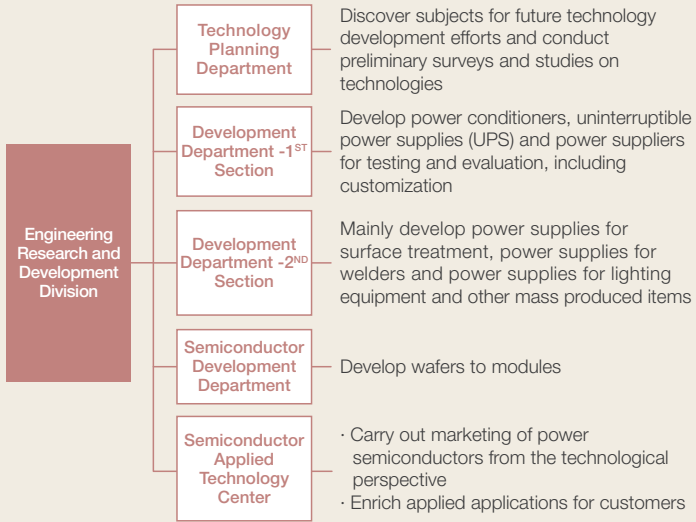 Engineering
Research and
Development
Division
Technology
Planning
Department
Discover subjects for future technology
development efforts and conduct
preliminary surveys and studies on
technologies
Development
Department -1ST
Section
Develop power conditioners, uninterruptible
power supplies (UPS) and power suppliers
for testing and evaluation, including
customization
Development
Department -2ND
Section
Mainly develop power supplies for
surface treatment, power supplies for
welders and power supplies for lighting
equipment and other mass produced items
Semiconductor
Development
Department
Develop wafers to modules
Semiconductor
Applied
Technology
Center
· Carry out marketing of power
semiconductors from the technological
perspective
· Enrich applied applications for customers